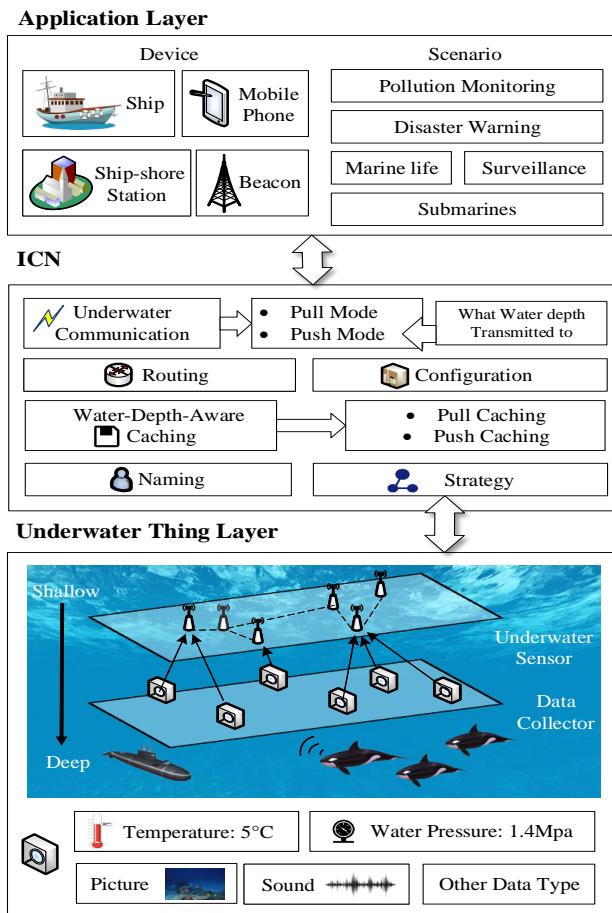 Application Layer
Device
Scenario
Ship
Mobile
Phone
Ship-shore
Station
Beacon
Pollution Monitoring
Disaster Warning
Marine life
Surveillance
Submarines
ICN
Underwater
Communication
• Pull Mode
• Push Mode
What Water depth
Transmitted to
Routing
Configuration
Water-Depth-Aware
Caching
• Pull Caching
• Push Caching
Naming
Strategy
Underwater Thing Layer
Shallow
Underwater
Sensor
Data
Collector
Deep
Temperature: 5°C
Water Pressure: 1.4Mpa
Picture
Sound
Other Data Type